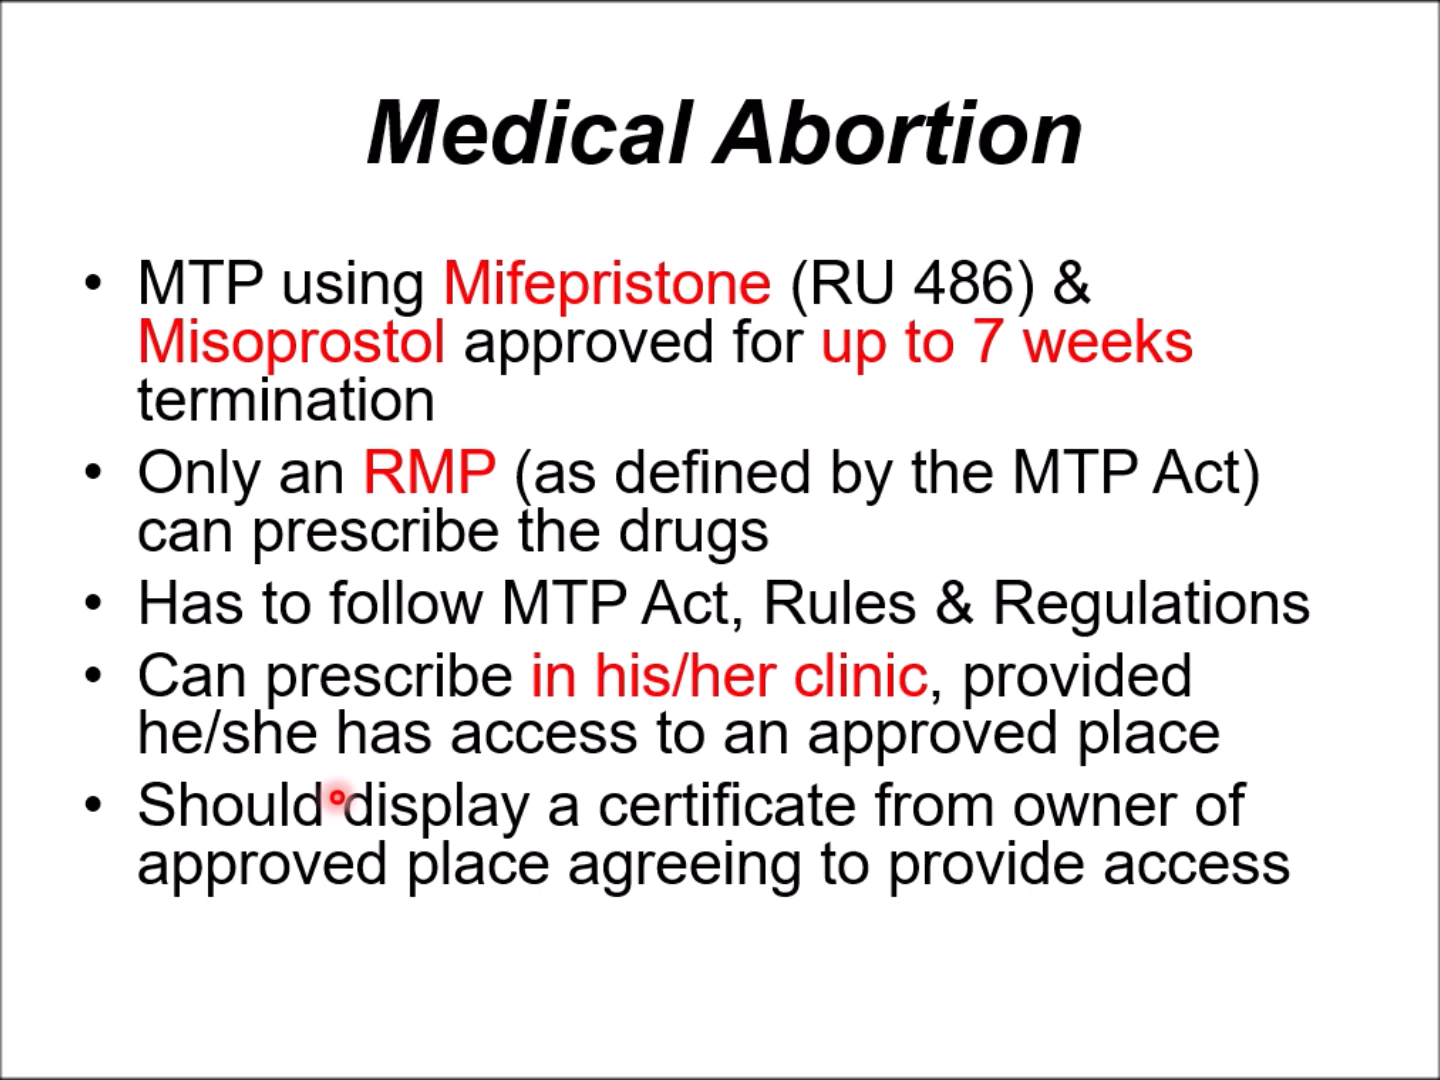 Medical Abortion
• MTP using Mifepristone (RU 486) &
Misoprostol approved for up to 7 weeks
termination
• Only an RMP (as defined by the MTP Act)
can prescribe the drugs
• Has to follow MTP Act, Rules & Regulations
• Can prescribe in his/her clinic, provided
he/she has access to an approved place
• Should display a certificate from owner of
approved place agreeing to provide access